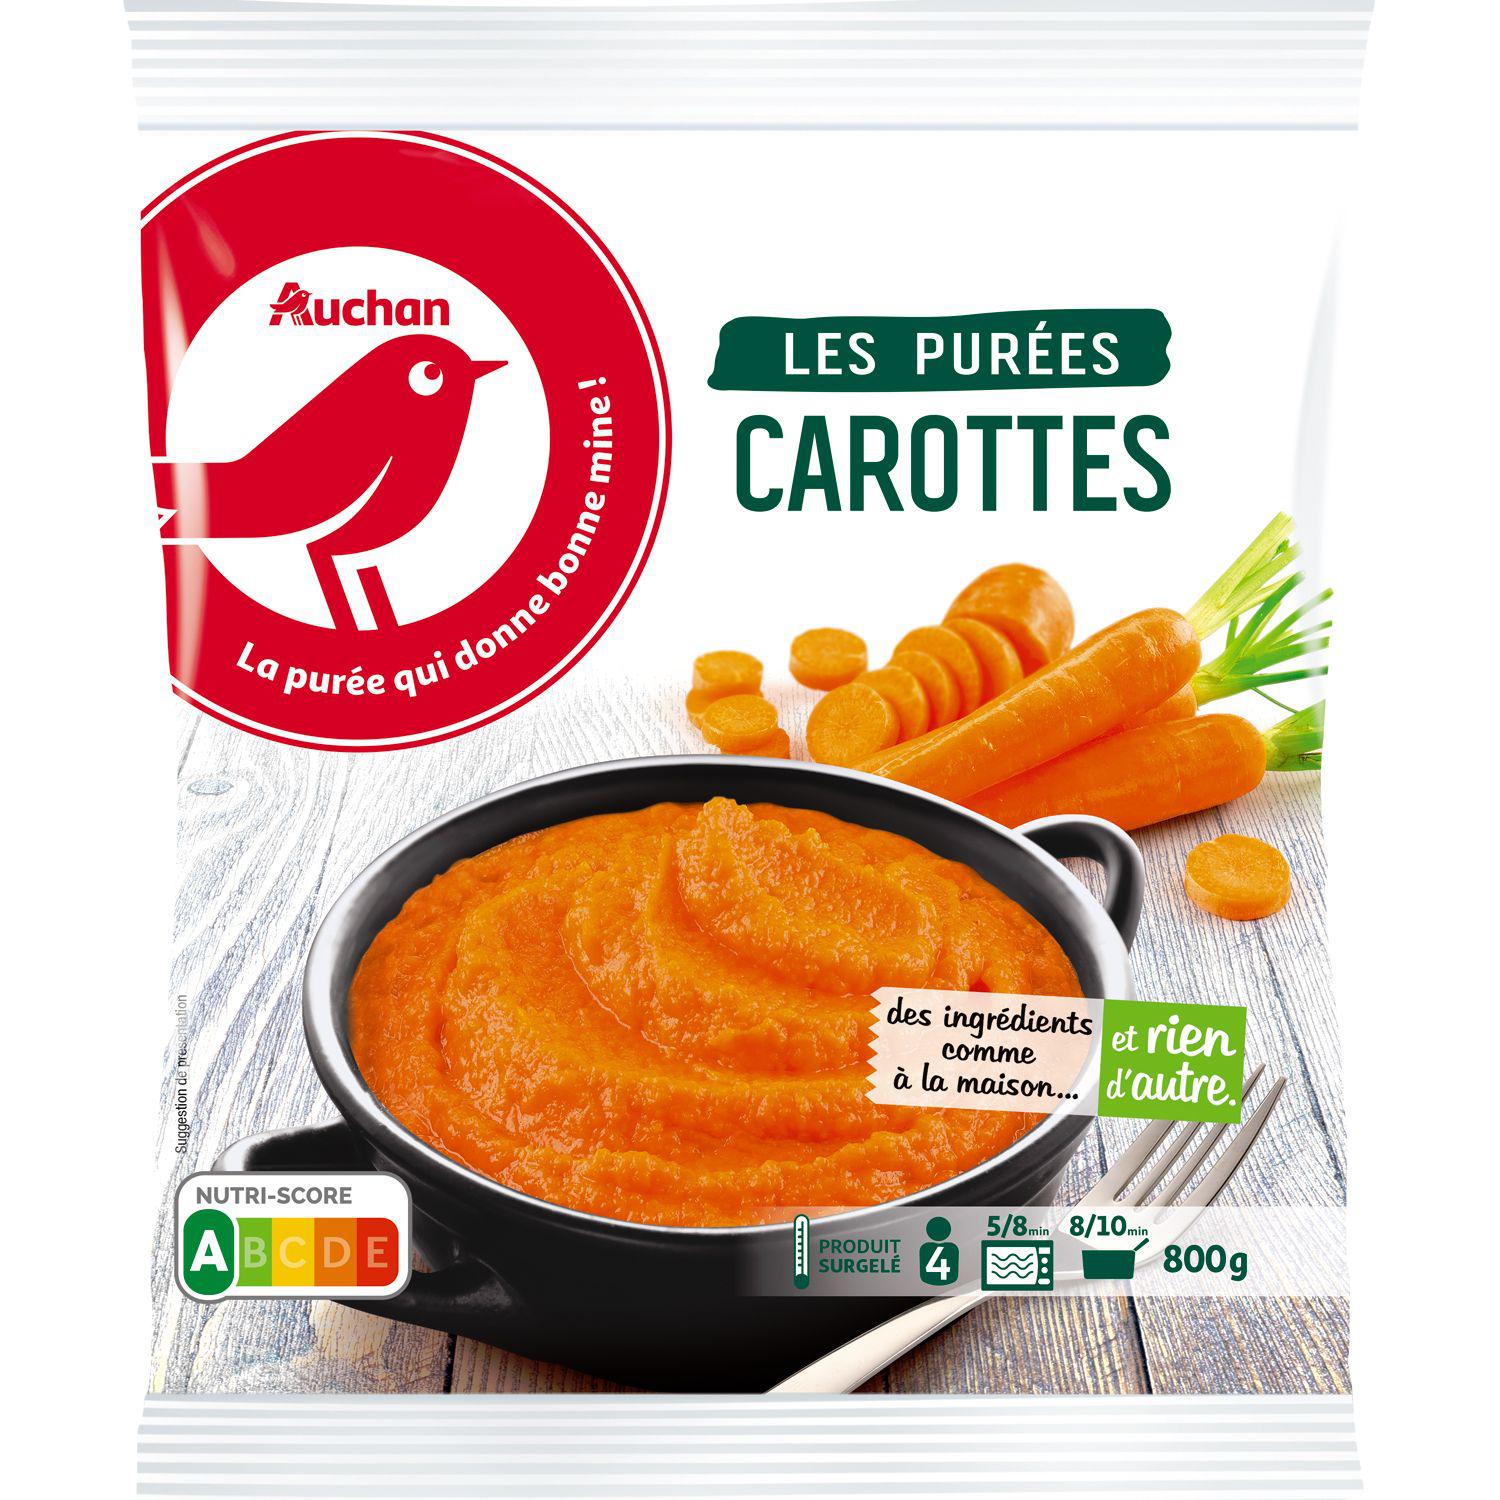 Auchan
La purée qui donne bonne mine !
LES PURÉES
CAROTTES
des ingrédients
comme
à la maison...
et rien
d'autre.
Suggestion de présentation
NUTRI-SCORE
A B C D E
PRODUIT
SURGELÉ
4
5/8min
8/10min
800g